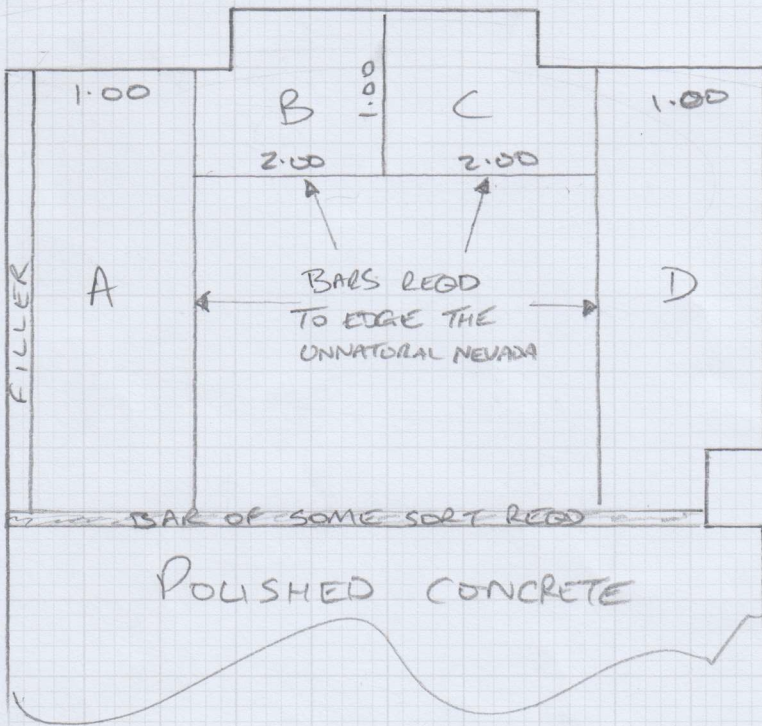 1.00
B
1.00
C
1.00
2.00
2.00
A
BARS REQD
TO EDGE THE
UNNATURAL NEVADA
D
FILLER
BAR OF SOME SORT REQD
POLISHED CONCRETE